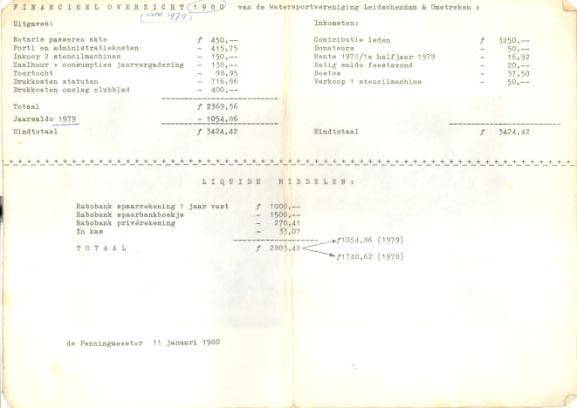 FINANCIEEL OVERZICHT 1980 van de Watersportvereniging Leidschendam & Omstreken :
(over 1979)
Uitgaven:
Notaris passeren akte f 450,--
Porti en administratiekosten - 415,75
Inkoop 2 stencilmachines - 150,--
Zaalhuur + consumpties jaarvergadering - 138,--
Toertocht - 98,95
Drukkosten statuten - 716,86
Drukkosten omslag clubblad - 400,--
Totaal f 2369,56
Jaarsaldo 1979 - 1054,86
Eindtotaal f 3424,42
Inkomsten:
Contributie leden f 3250,--
Donateurs - 50,--
Rente 1978/1e halfjaar 1979 - 16,92
Batig saldo feestavond - 20,--
Boetes - 37,50
Verkoop 1 stencilmachine - 50,--
Eindtotaal f 3424,42
LIQUIDE MIDDELEN:
Rabobank spaarrekening 1 jaar vast f 1000,--
Rabobank spaarbankboekje - 1500,--
Rabobank privérekening - 270,41
In kas - 33,07
TOTAAL f 2803,48
f1054,86 (1979)
f1748,62 (1978)
de Penningmeester 11 januari 1980